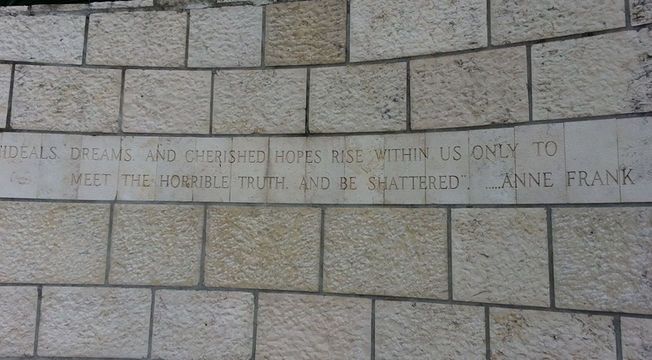 "IDEALS. DREAMS. AND CHERISHED HOPES RISE WITHIN US ONLY TO
MEET THE HORRIBLE TRUTH. AND BE SHATTERED". .....ANNE FRANK